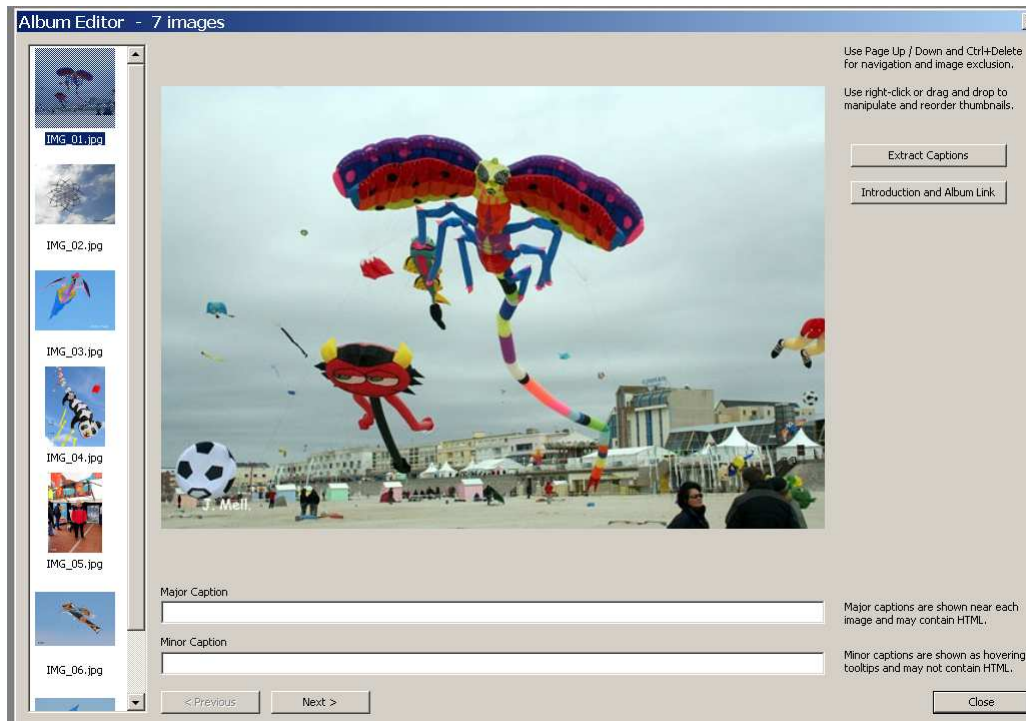 Album Editor - 7 images
IMG_01.jpg
IMG_02.jpg
IMG_03.jpg
IMG_04.jpg
IMG_05.jpg
IMG_06.jpg
J. Mell.
Use Page Up / Down and Ctrl+Delete
for navigation and image exclusion.
Use right-click or drag and drop to
manipulate and reorder thumbnails.
Extract Captions
Introduction and Album Link
Major Caption
Major captions are shown near each
image and may contain HTML.
Minor Caption
Minor captions are shown as hovering
tooltips and may not contain HTML.
< Previous
Next >
Close